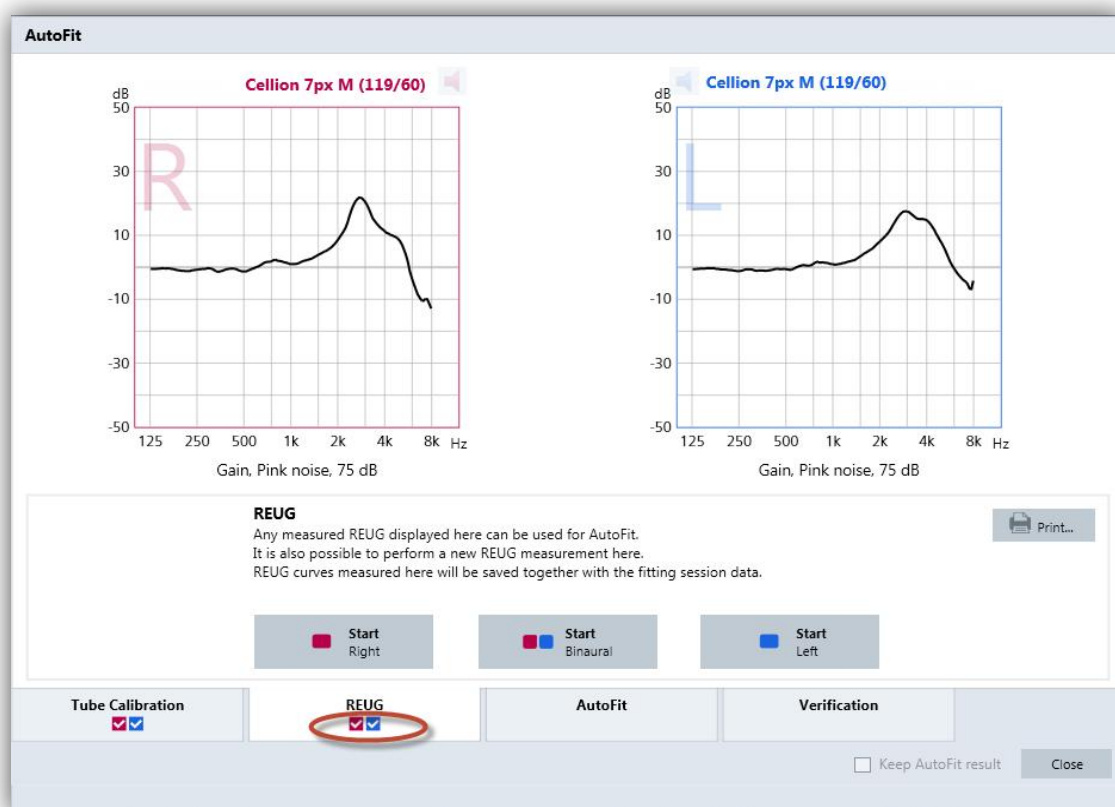 AutoFit
Cellion 7px M (119/60)
dB
50
30
10
-10
-30
-50
R
125 250 500 1k 2k 4k 8k Hz
Gain, Pink noise, 75 dB
Cellion 7px M (119/60)
dB
50
30
10
-10
-30
-50
L
125 250 500 1k 2k 4k 8k Hz
Gain, Pink noise, 75 dB
REUG
Any measured REUG displayed here can be used for AutoFit.
It is also possible to perform a new REUG measurement here.
REUG curves measured here will be saved together with the fitting session data.
Print...
Start
Right
Start
Binaural
Start
Left
Tube Calibration
REUG
AutoFit
Verification
Keep AutoFit result
Close